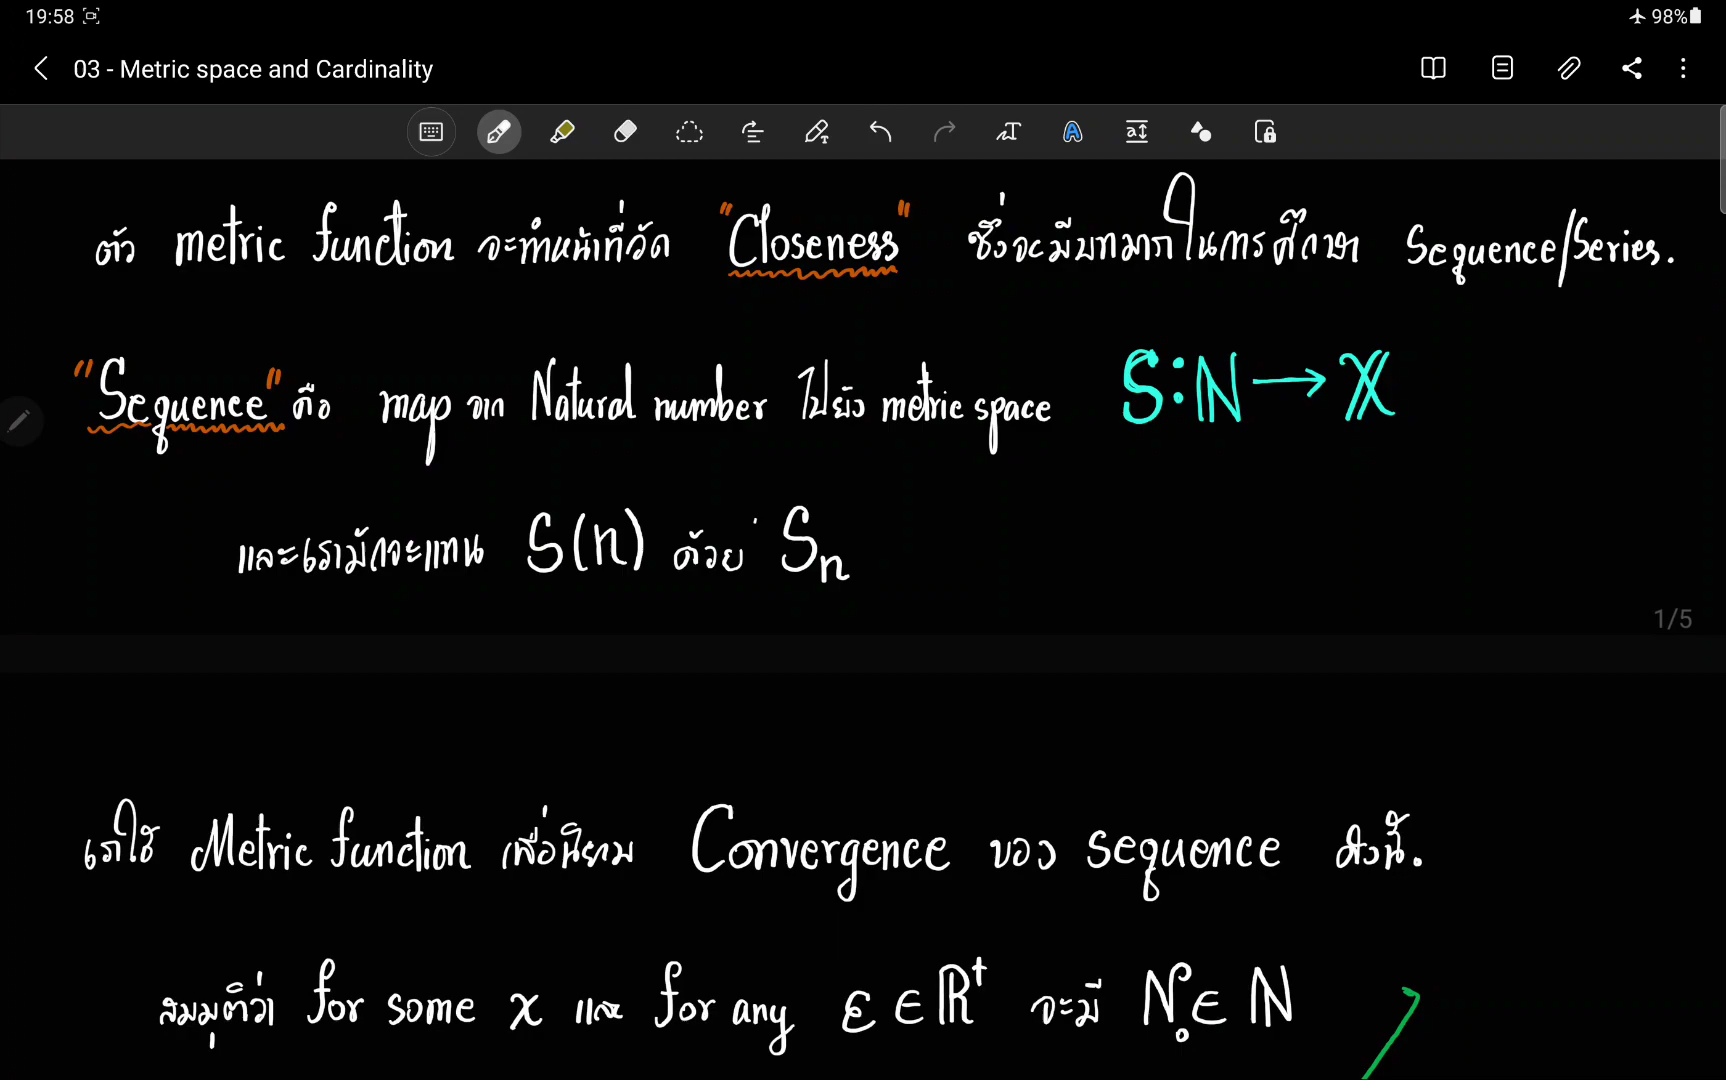 19:58 98%
03 - Metric space and Cardinality
ตัว metric function จะทำหน้าที่วัด "Closeness" ซึ่งจะมีบทบาทมากในการศึกษา Sequence/Series.
"Sequence" คือ map จาก Natural number ไปยัง metric space S:ℕ→𝕏
และเรามักจะแทน S(n) ด้วย Sₙ
1/5
เราใช้ Metric function เพื่อนิยาม Convergence ของ sequence ดังนี้.
สมมุติว่า for some x และ for any ε ∈ ℝ⁺ จะมี N₀ ∈ ℕ